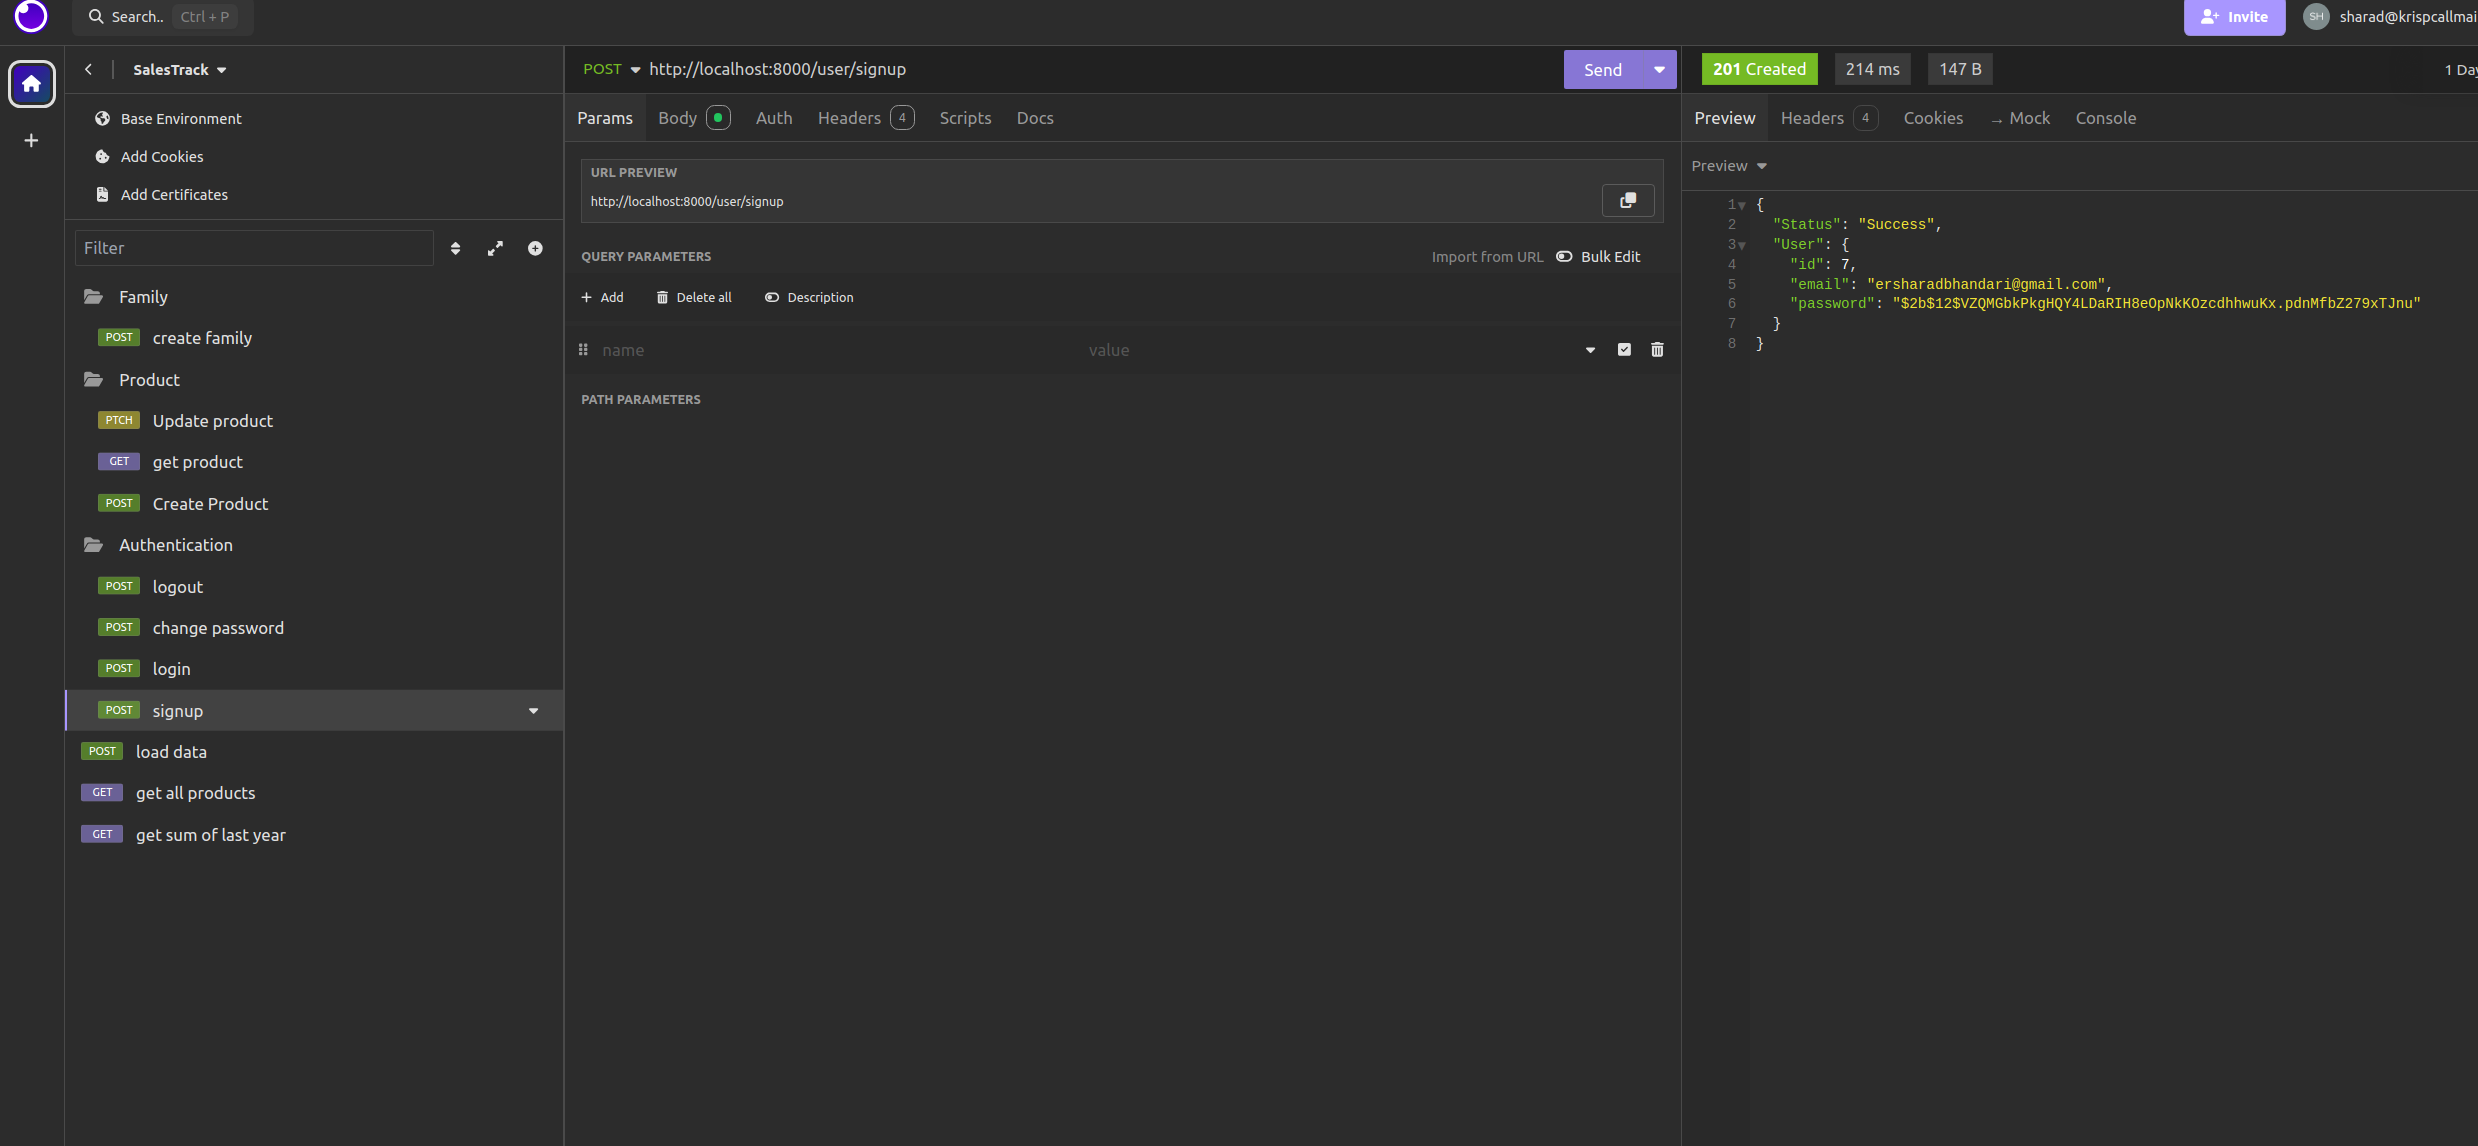 Search.. Ctrl + P
Invite SH sharad@krispcallmai
SalesTrack
Base Environment
Add Cookies
Add Certificates
Filter
Family
POST create family
Product
PTCH Update product
GET get product
POST Create Product
Authentication
POST logout
POST change password
POST login
POST signup
POST load data
GET get all products
GET get sum of last year
POST http://localhost:8000/user/signup Send
Params Body Auth Headers 4 Scripts Docs
URL PREVIEW
http://localhost:8000/user/signup
QUERY PARAMETERS Import from URL Bulk Edit
Add Delete all Description
name value
PATH PARAMETERS
201 Created 214 ms 147 B 1 Day
Preview Headers 4 Cookies → Mock Console
Preview
1 {
2 "Status": "Success",
3 "User": {
4 "id": 7,
5 "email": "ersharadbhandari@gmail.com",
6 "password": "$2b$12$VZQMGbkPkgHQY4LDaRIH8eOpNkKOzcdhhwuKx.pdnMfbZ279xTJnu"
7 }
8 }